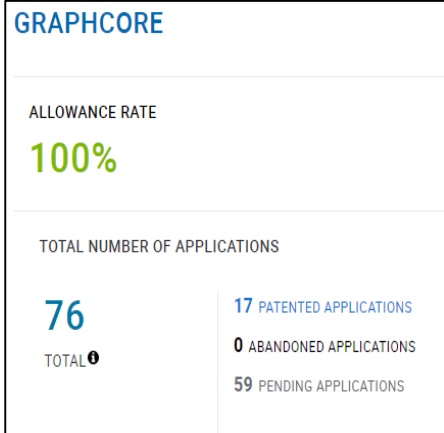 GRAPHCORE
ALLOWANCE RATE
100%
TOTAL NUMBER OF APPLICATIONS
76
TOTAL
17 PATENTED APPLICATIONS
0 ABANDONED APPLICATIONS
59 PENDING APPLICATIONS